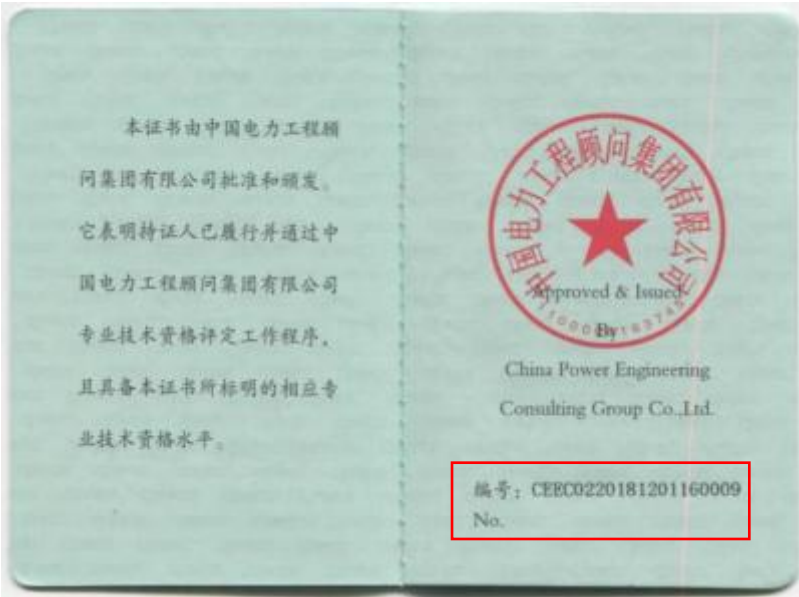 本证书由中国电力工程顾
问集团有限公司批准和颁发。
它表明持证人已履行并通过中
国电力工程顾问集团有限公司
专业技术资格评定工作程序，
且具备本证书所标明的相应专
业技术资格水平。
中国电力工程顾问集团有限公司
Approved & Issued
By
China Power Engineering
Consulting Group Co.,Ltd.
编号：CEEC0220181201160009
No.